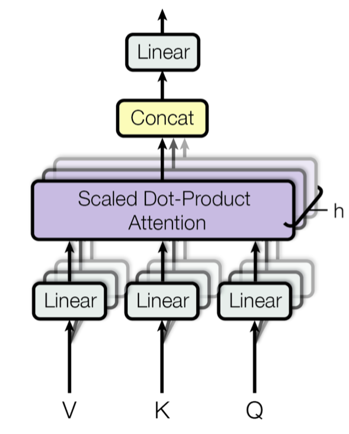 Linear
Concat
Scaled Dot-Product
Attention
h
Linear Linear Linear
V K Q